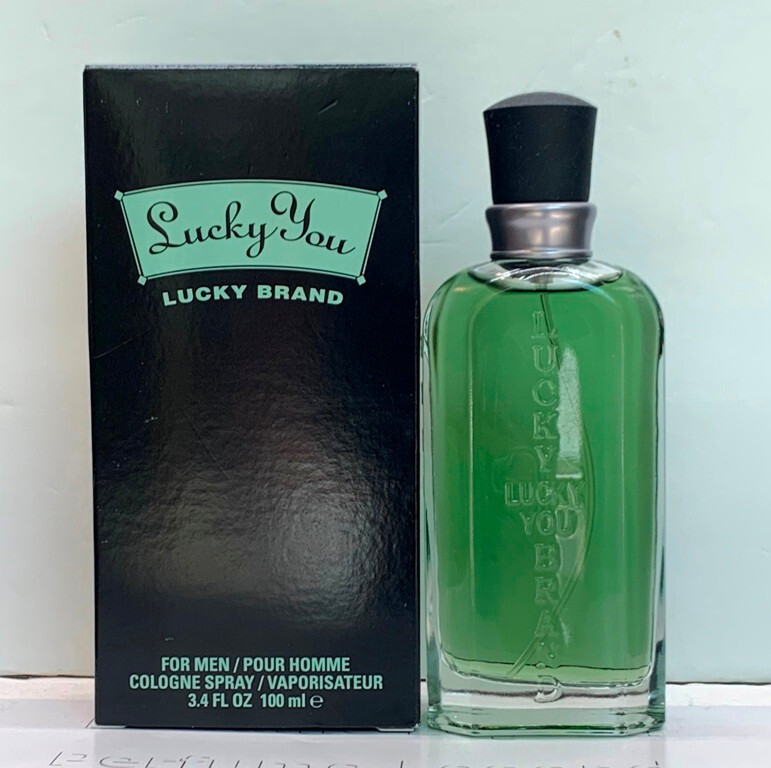 Lucky You
LUCKY BRAND
FOR MEN / POUR HOMME
COLOGNE SPRAY / VAPORISATEUR
3.4 FL OZ 100 ml ℮
LUCKY BRAND
LUCKY
YOU